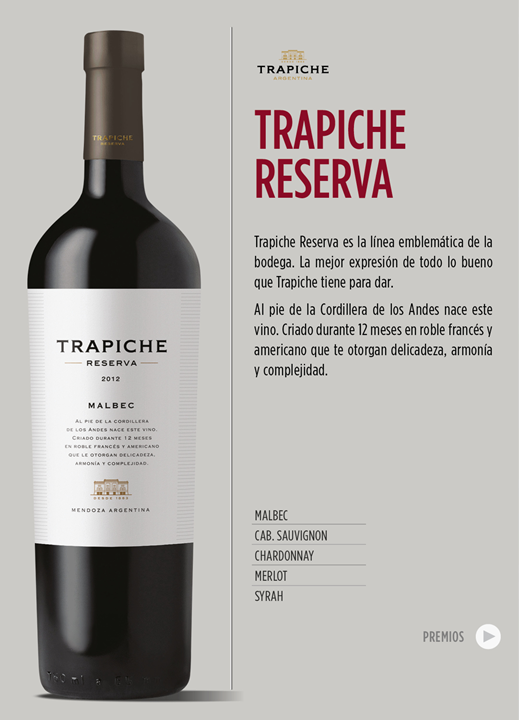 TRAPICHE
RESERVA
TRAPICHE
RESERVA
2012
MALBEC
AL PIE DE LA CORDILLERA
DE LOS ANDES NACE ESTE VINO.
CRIADO DURANTE 12 MESES
EN ROBLE FRANCÉS Y AMERICANO
QUE LE OTORGAN DELICADEZA,
ARMONÍA Y COMPLEJIDAD.
DESDE 1883
MENDOZA ARGENTINA
TRAPICHE
ARGENTINA
TRAPICHE
RESERVA
Trapiche Reserva es la línea emblemática de la
bodega. La mejor expresión de todo lo bueno
que Trapiche tiene para dar.
Al pie de la Cordillera de los Andes nace este
vino. Criado durante 12 meses en roble francés y
americano que te otorgan delicadeza, armonía
y complejidad.
MALBEC
CAB. SAUVIGNON
CHARDONNAY
MERLOT
SYRAH
PREMIOS